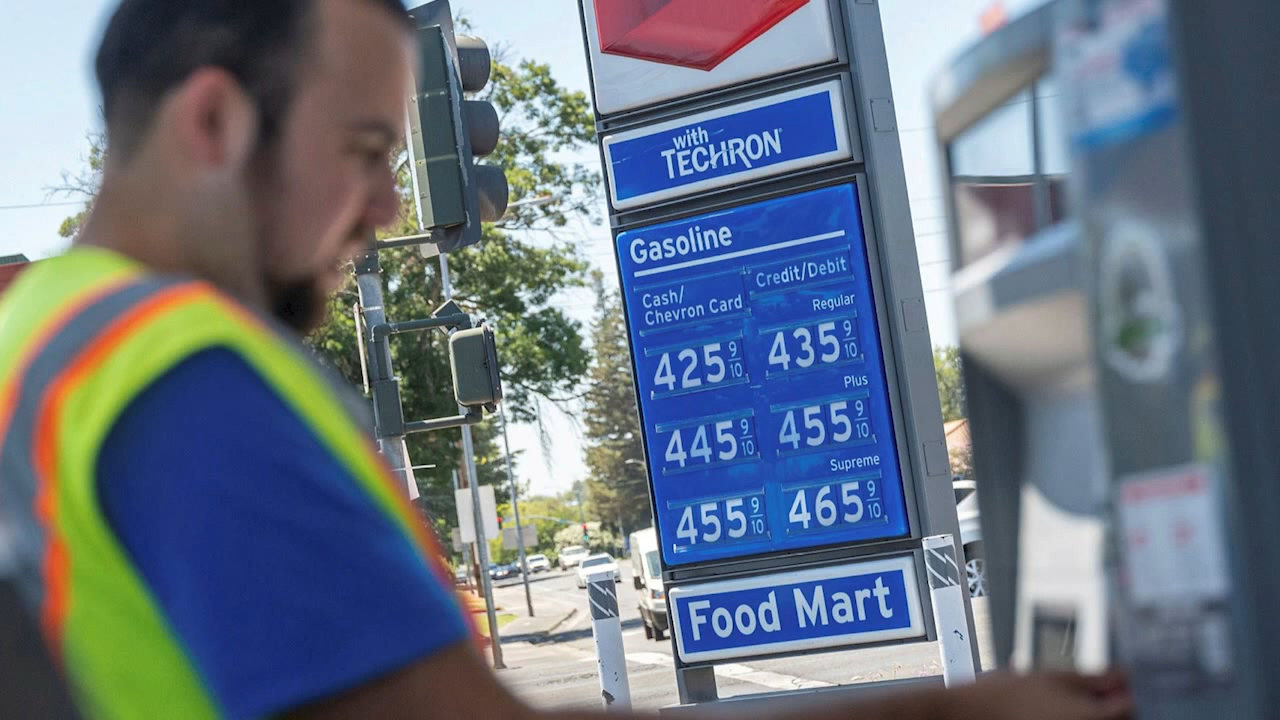 with
TECHRON
Gasoline
Cash/
Chevron Card
Credit/Debit
Regular
425 9/10
435 9/10
Plus
445 9/10
455 9/10
Supreme
455 9/10
465 9/10
Food Mart